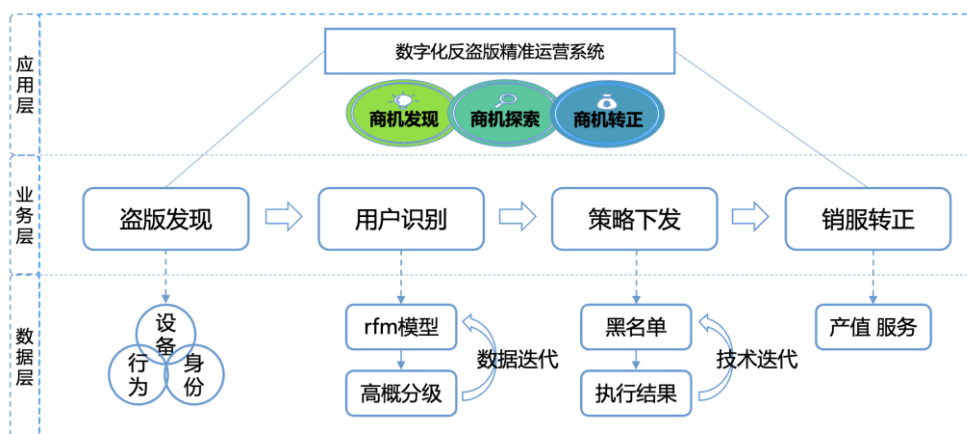 应用层
数字化反盗版精准运营系统
商机发现
商机探索
商机转正
业务层
盗版发现
用户识别
策略下发
销服转正
数据层
设备
行为
身份
rfm模型
高概分级
数据迭代
黑名单
执行结果
技术迭代
产值 服务